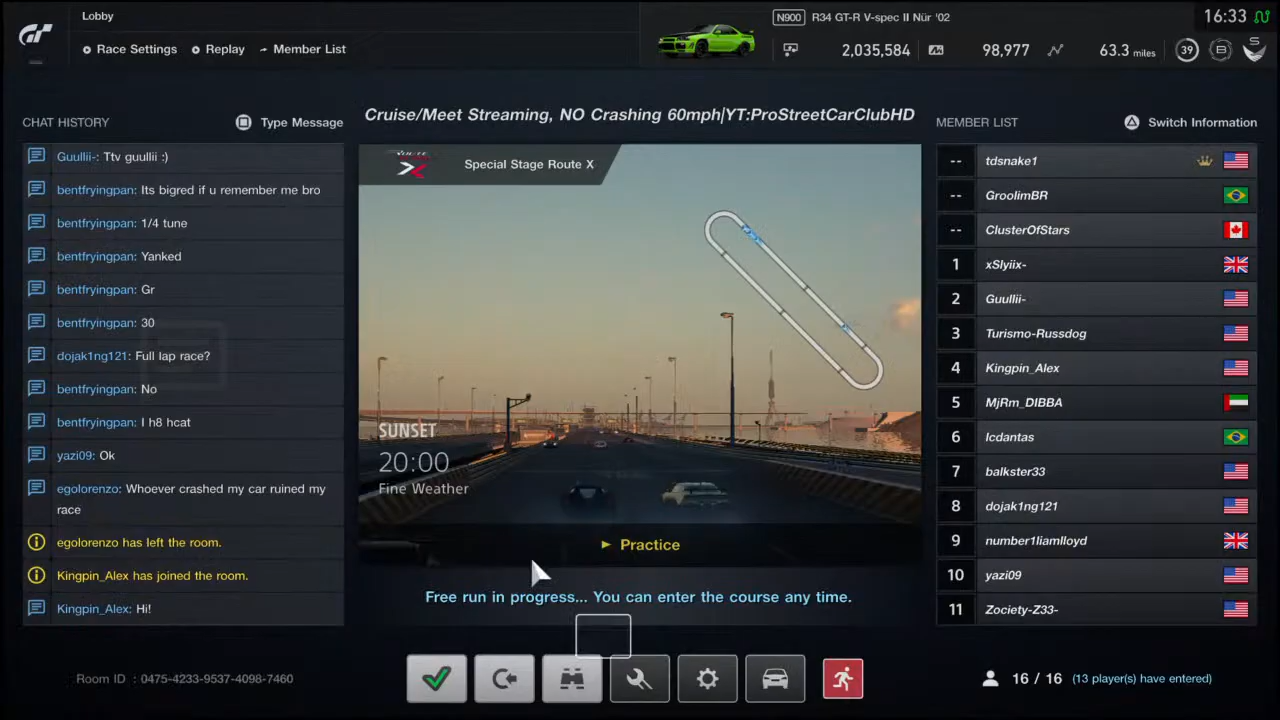 Lobby
Race Settings Replay Member List
N900 R34 GT-R V-spec II Nür '02
2,035,584 98,977 63.3 miles 39 B S
16:33
CHAT HISTORY Type Message
Guullii-: Ttv guullii :)
bentfryingpan: Its bigred if u remember me bro
bentfryingpan: 1/4 tune
bentfryingpan: Yanked
bentfryingpan: Gr
bentfryingpan: 30
dojak1ng121: Full lap race?
bentfryingpan: No
bentfryingpan: I h8 hcat
yazi09: Ok
egolorenzo: Whoever crashed my car ruined my
race
egolorenzo has left the room.
Kingpin_Alex has joined the room.
Kingpin_Alex: Hi!
Room ID : 0475-4233-9537-4098-7460
Cruise/Meet Streaming, NO Crashing 60mph|YT:ProStreetCarClubHD
Special Stage Route X
SUNSET
20:00
Fine Weather
Practice
Free run in progress... You can enter the course any time.
MEMBER LIST Switch Information
-- tdsnake1
-- GroolimBR
-- ClusterOfStars
1 xSlyiix-
2 Guullii-
3 Turismo-Russdog
4 Kingpin_Alex
5 MjRm_DIBBA
6 lcdantas
7 balkster33
8 dojak1ng121
9 number1liamlloyd
10 yazi09
11 Zociety-Z33-
16 / 16 (13 player(s) have entered)